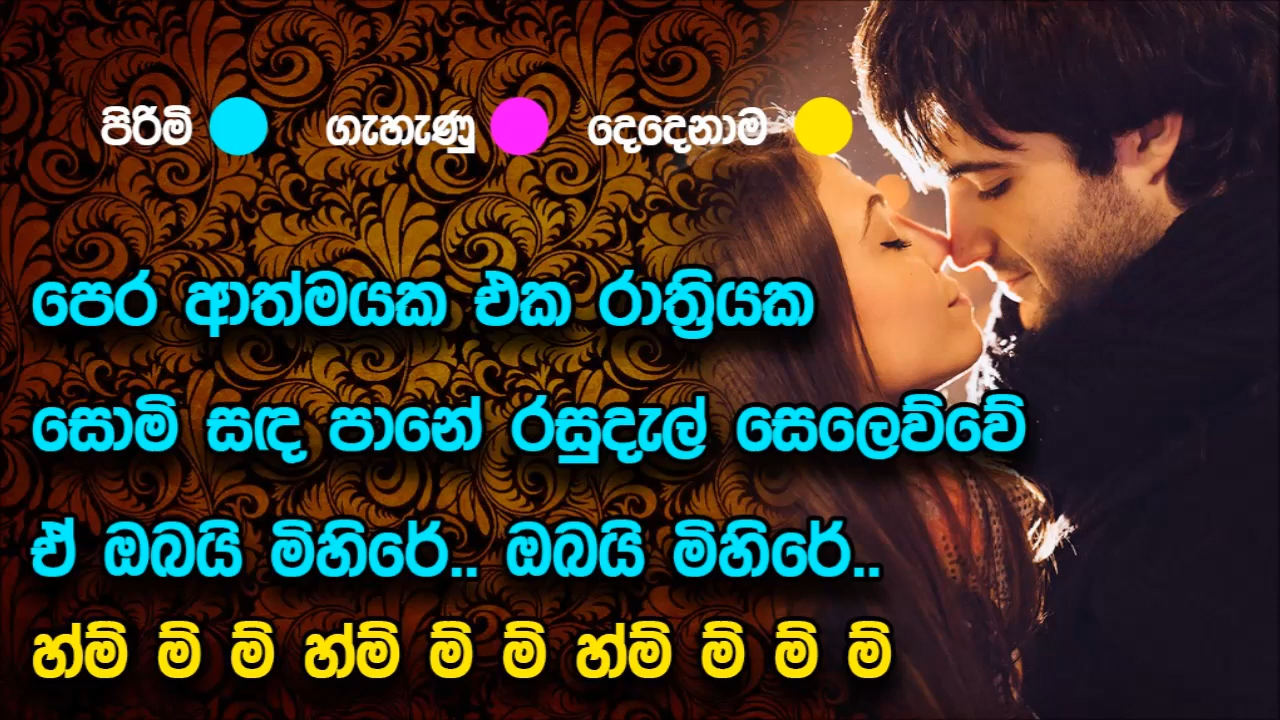 පිරිමි ගැහැණු දෙදෙනාම
පෙර ආත්මයක එක රාත්‍රියක
සොමි සඳ පානේ රසුදැල් සෙලෙව්වේ
ඒ ඔබයි මිහිරේ.. ඔබයි මිහිරේ..
හ්ම් ම් ම් හ්ම් ම් ම් හ්ම් ම් ම් ම්